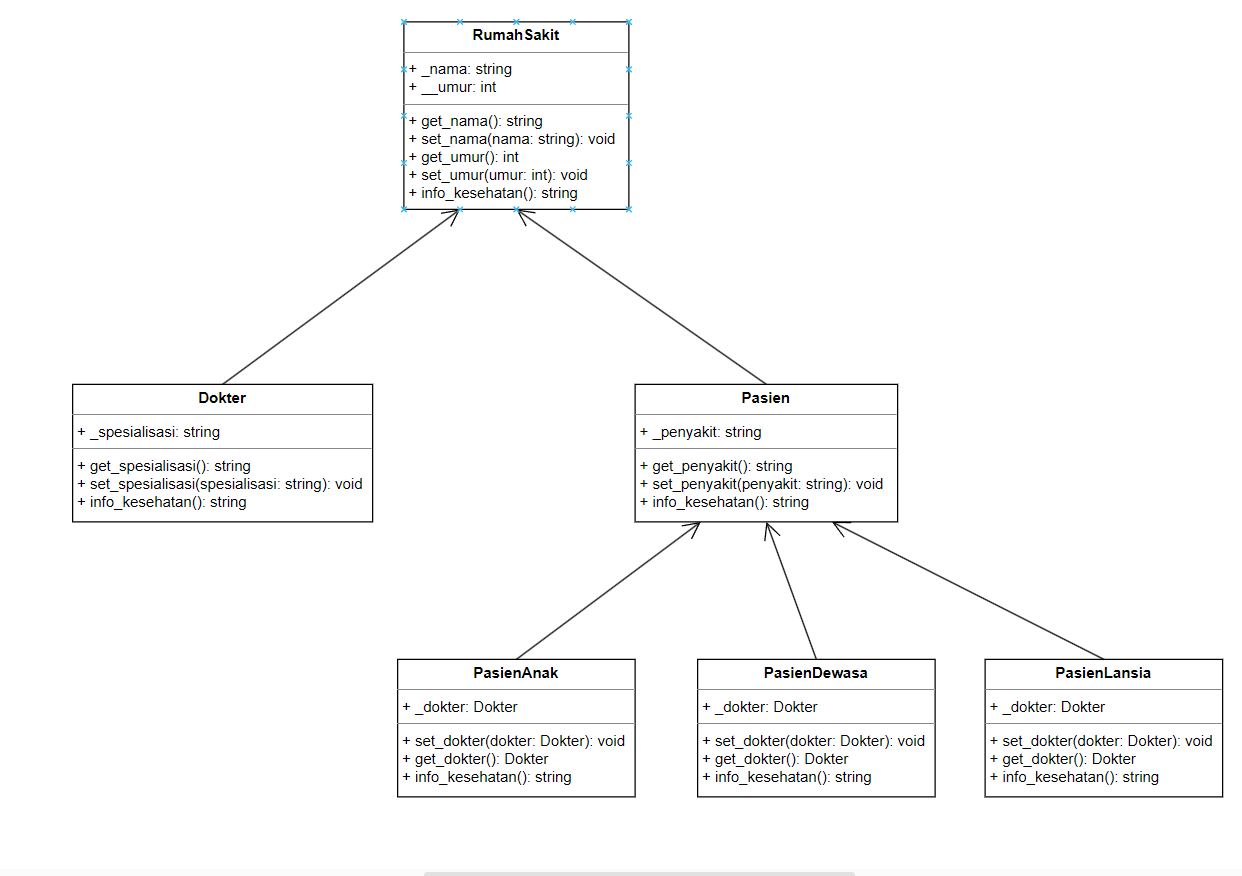 RumahSakit
+ _nama: string
+ __umur: int
+ get_nama(): string
+ set_nama(nama: string): void
+ get_umur(): int
+ set_umur(umur: int): void
+ info_kesehatan(): string
Dokter
+ _spesialisasi: string
+ get_spesialisasi(): string
+ set_spesialisasi(spesialisasi: string): void
+ info_kesehatan(): string
Pasien
+ _penyakit: string
+ get_penyakit(): string
+ set_penyakit(penyakit: string): void
+ info_kesehatan(): string
PasienAnak
+ _dokter: Dokter
+ set_dokter(dokter: Dokter): void
+ get_dokter(): Dokter
+ info_kesehatan(): string
PasienDewasa
+ _dokter: Dokter
+ set_dokter(dokter: Dokter): void
+ get_dokter(): Dokter
+ info_kesehatan(): string
PasienLansia
+ _dokter: Dokter
+ set_dokter(dokter: Dokter): void
+ get_dokter(): Dokter
+ info_kesehatan(): string